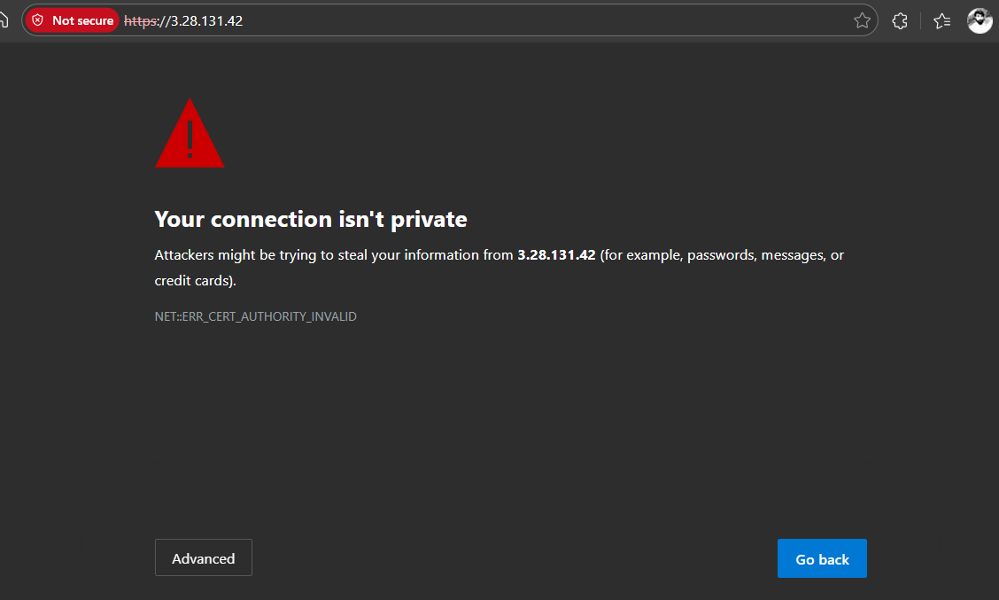 Not secure https://3.28.131.42
!
Your connection isn't private
Attackers might be trying to steal your information from 3.28.131.42 (for example, passwords, messages, or
credit cards).
NET::ERR_CERT_AUTHORITY_INVALID
Advanced
Go back